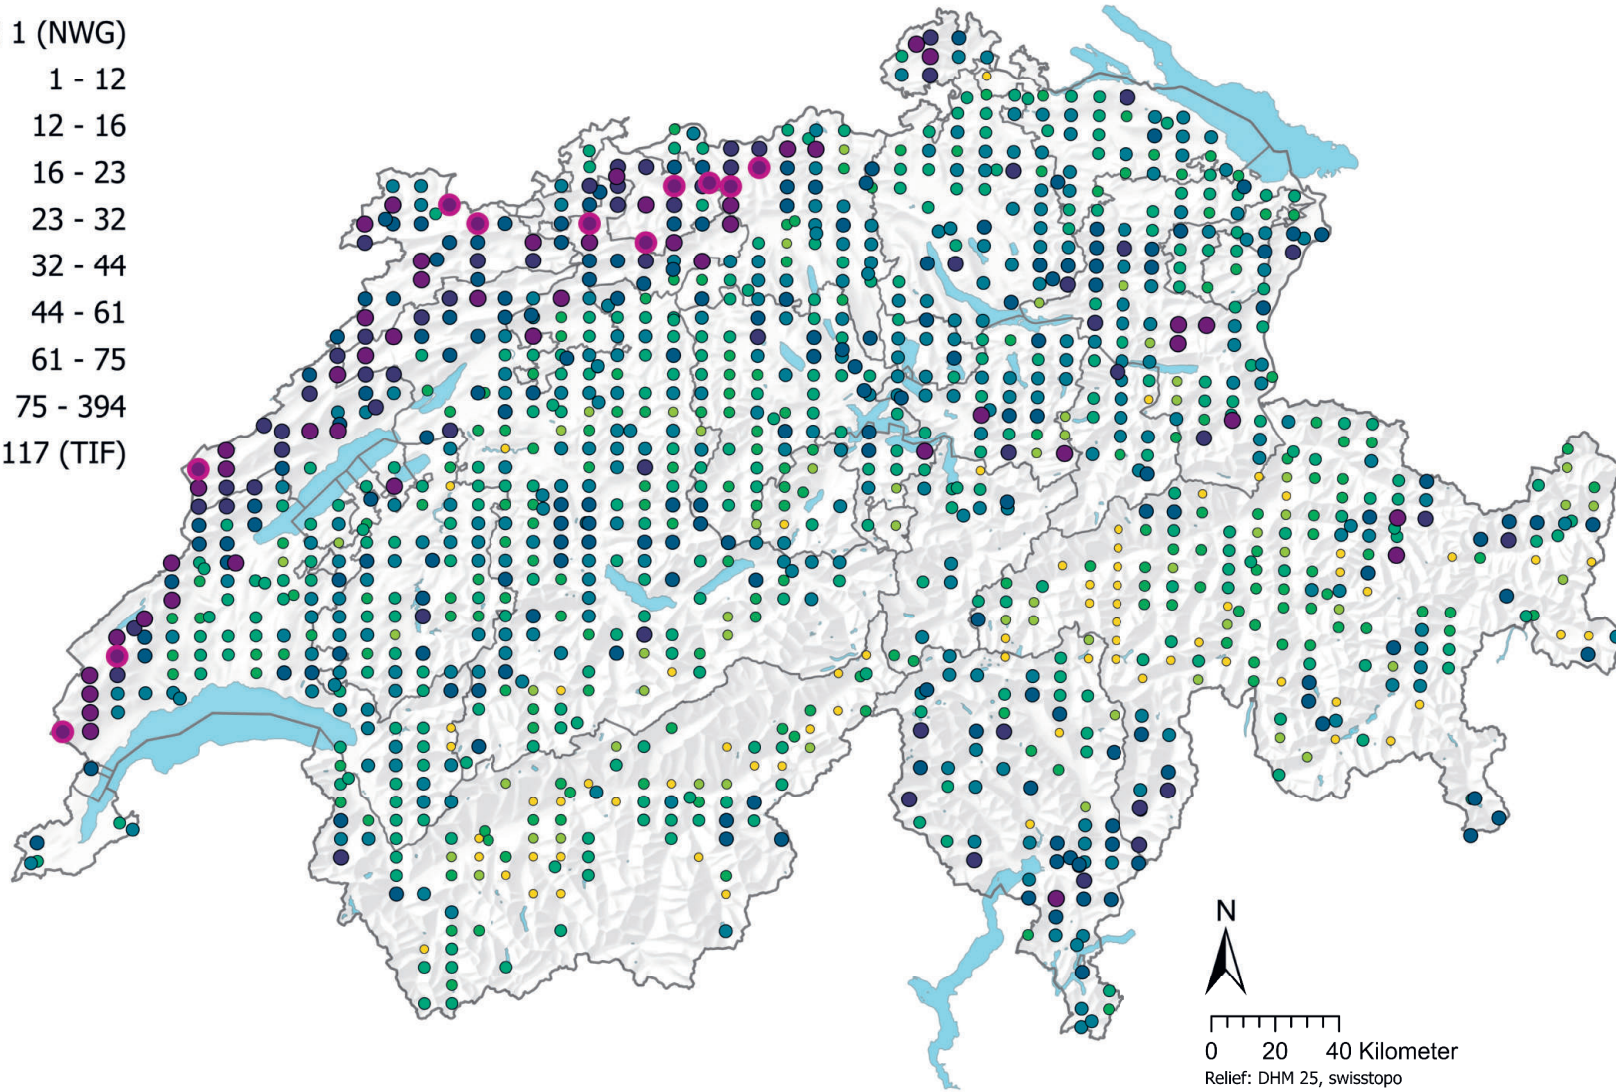 1 (NWG)
1 - 12
12 - 16
16 - 23
23 - 32
32 - 44
44 - 61
61 - 75
75 - 394
117 (TIF)
N
0 20 40 Kilometer
Relief: DHM 25, swisstopo